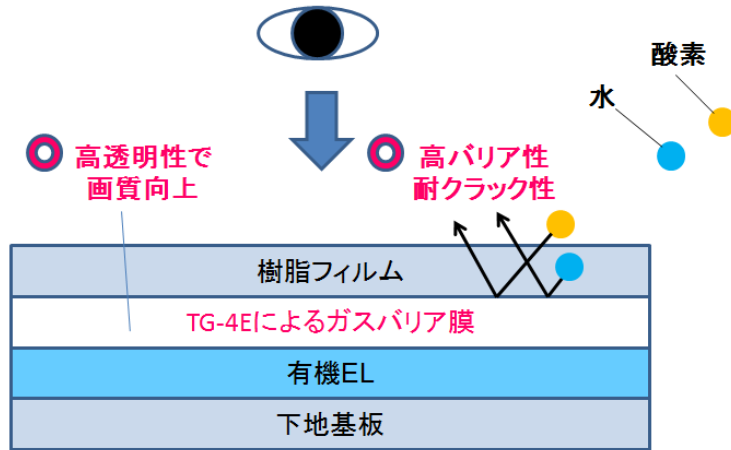 酸素
水
高透明性で
画質向上
高バリア性
耐クラック性
樹脂フィルム
TG-4Eによるガスバリア膜
有機EL
下地基板